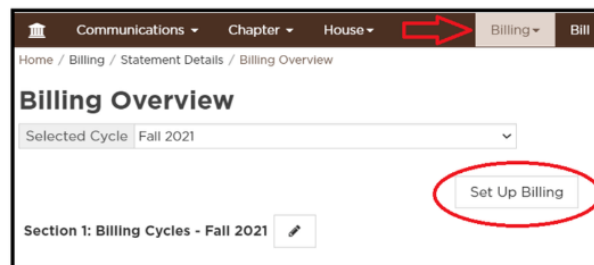 Communications Chapter House Billing Bill
Home / Billing / Statement Details / Billing Overview
Billing Overview
Selected Cycle Fall 2021
Set Up Billing
Section 1: Billing Cycles - Fall 2021